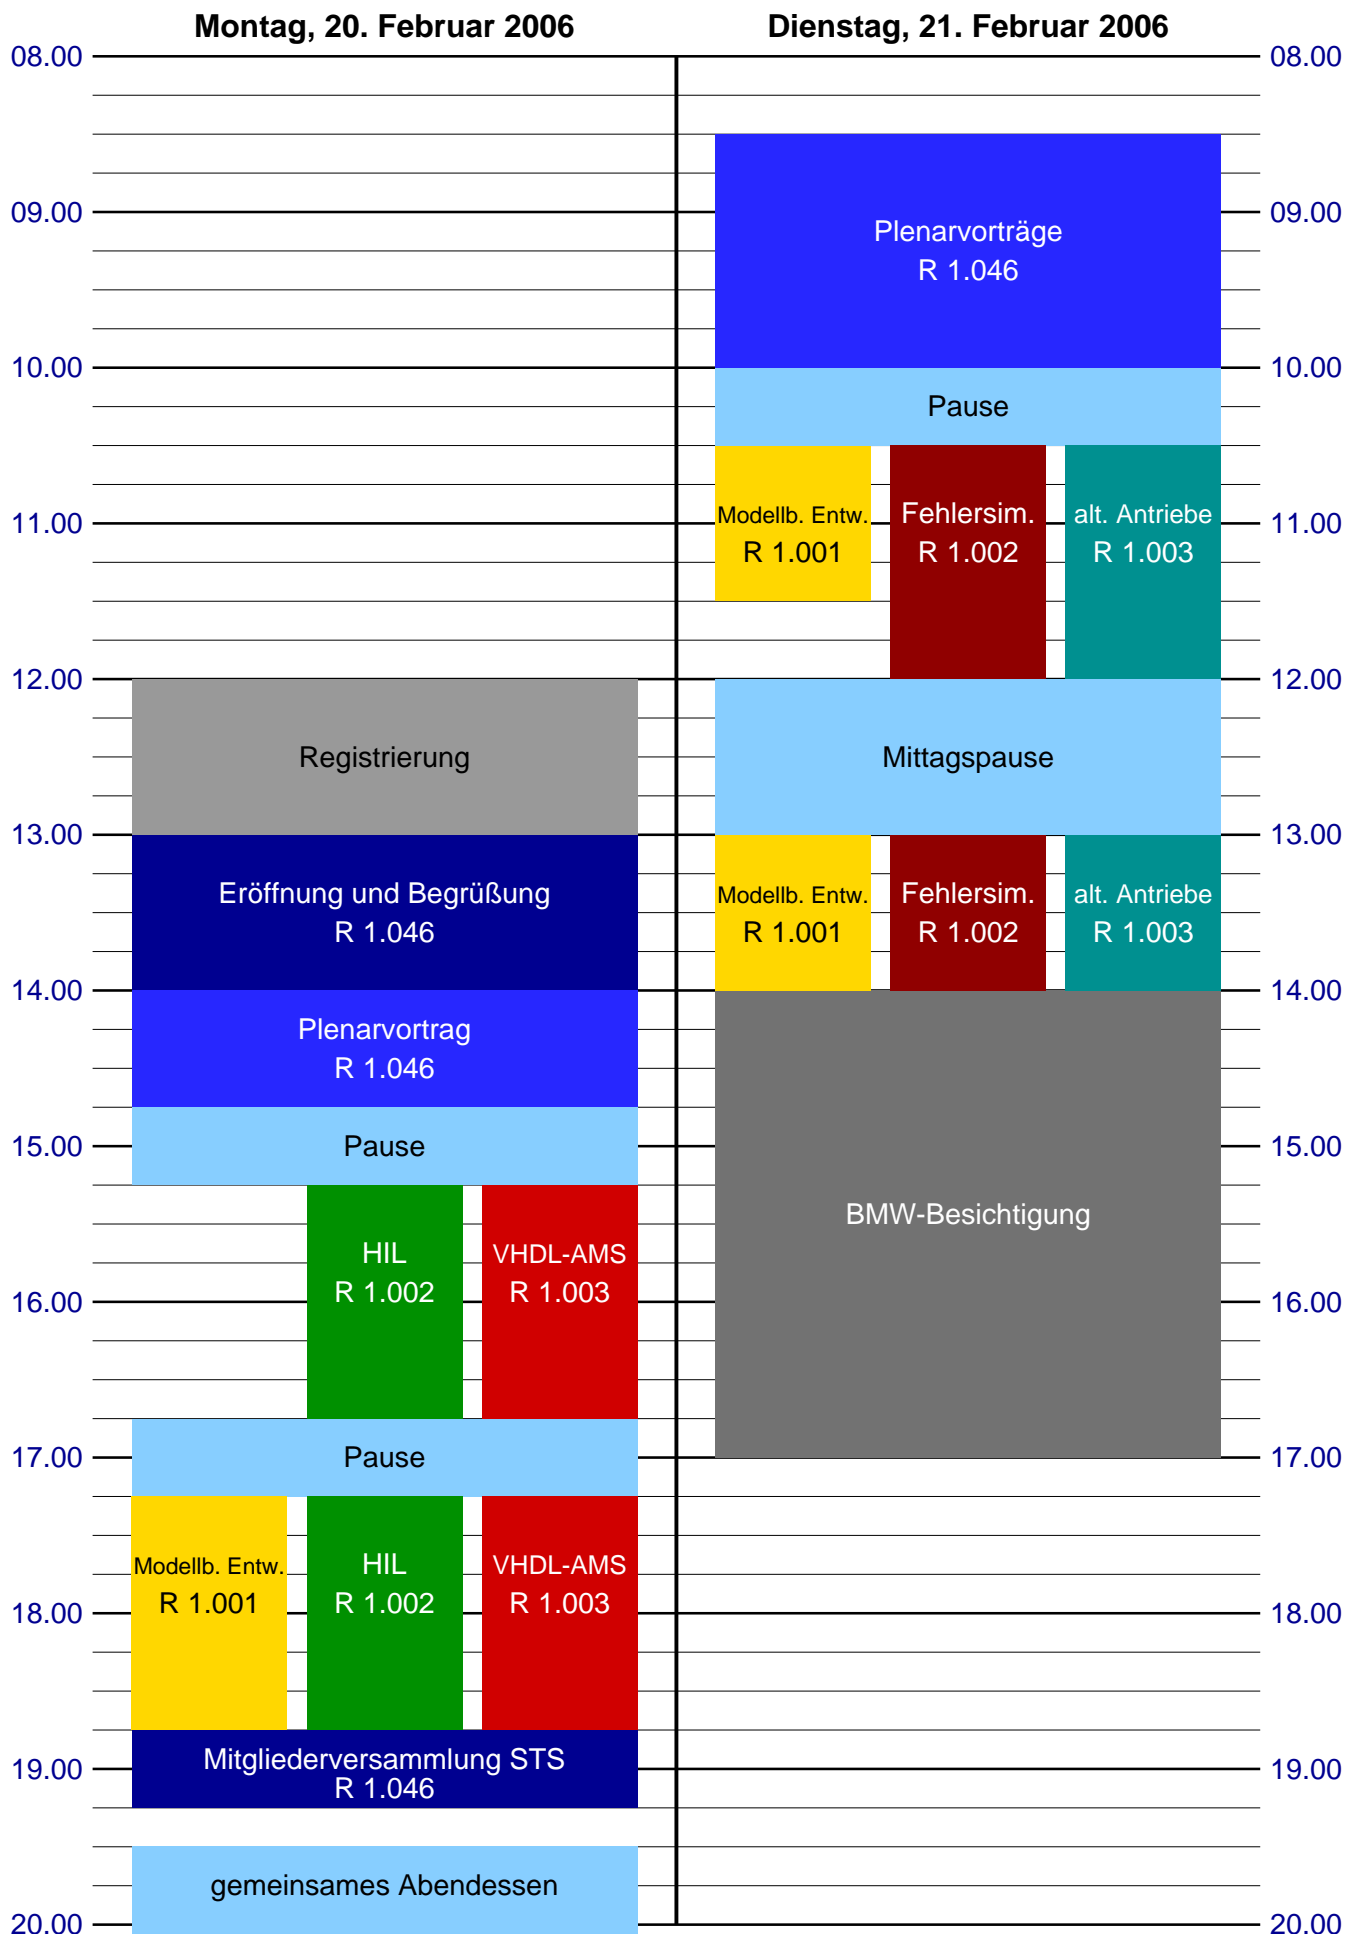 Montag, 20. Februar 2006
Dienstag, 21. Februar 2006
08.00
08.00
Plenarvorträge
09.00
09.00
R 1.046
10.00
10.00
Pause
Modellb. Entw.
Fehlersim.
alt. Antriebe
11.00
11.00
R 1.001
R 1.002
R 1.003
12.00
12.00
Registrierung
Mittagspause
13.00
13.00
Eröffnung und Begrüßung
R 1.046
Modellb. Entw.
Fehlersim.
alt. Antriebe
R 1.001
R 1.002
R 1.003
14.00
14.00
Plenarvortrag
R 1.046
15.00
Pause
15.00
BMW-Besichtigung
HIL
VHDL-AMS
R 1.002
R 1.003
16.00
16.00
17.00
Pause
17.00
Modellb. Entw.
HIL
VHDL-AMS
R 1.001
R 1.002
R 1.003
18.00
18.00
Mitgliederversammlung STS
19.00
19.00
R 1.046
gemeinsames Abendessen
20.00
20.00